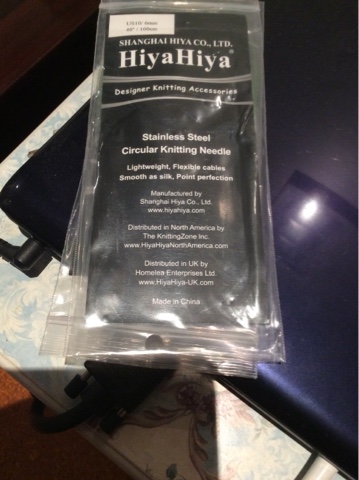 US10/ 6mm
40" / 100cm
SHANGHAI HIYA CO., LTD.
HiyaHiya®
Designer Knitting Accessories
Stainless Steel
Circular Knitting Needle
Lightweight, Flexible cables
Smooth as silk, Point perfection
Manufactured by
Shanghai Hiya Co., Ltd.
www.hiyahiya.com
Distributed in North America by
The KnittingZone Inc.
www.HiyaHiyaNorthAmerica.com
Distributed in UK by
Homelea Enterprises Ltd.
www.HiyaHiya-UK.com
Made in China